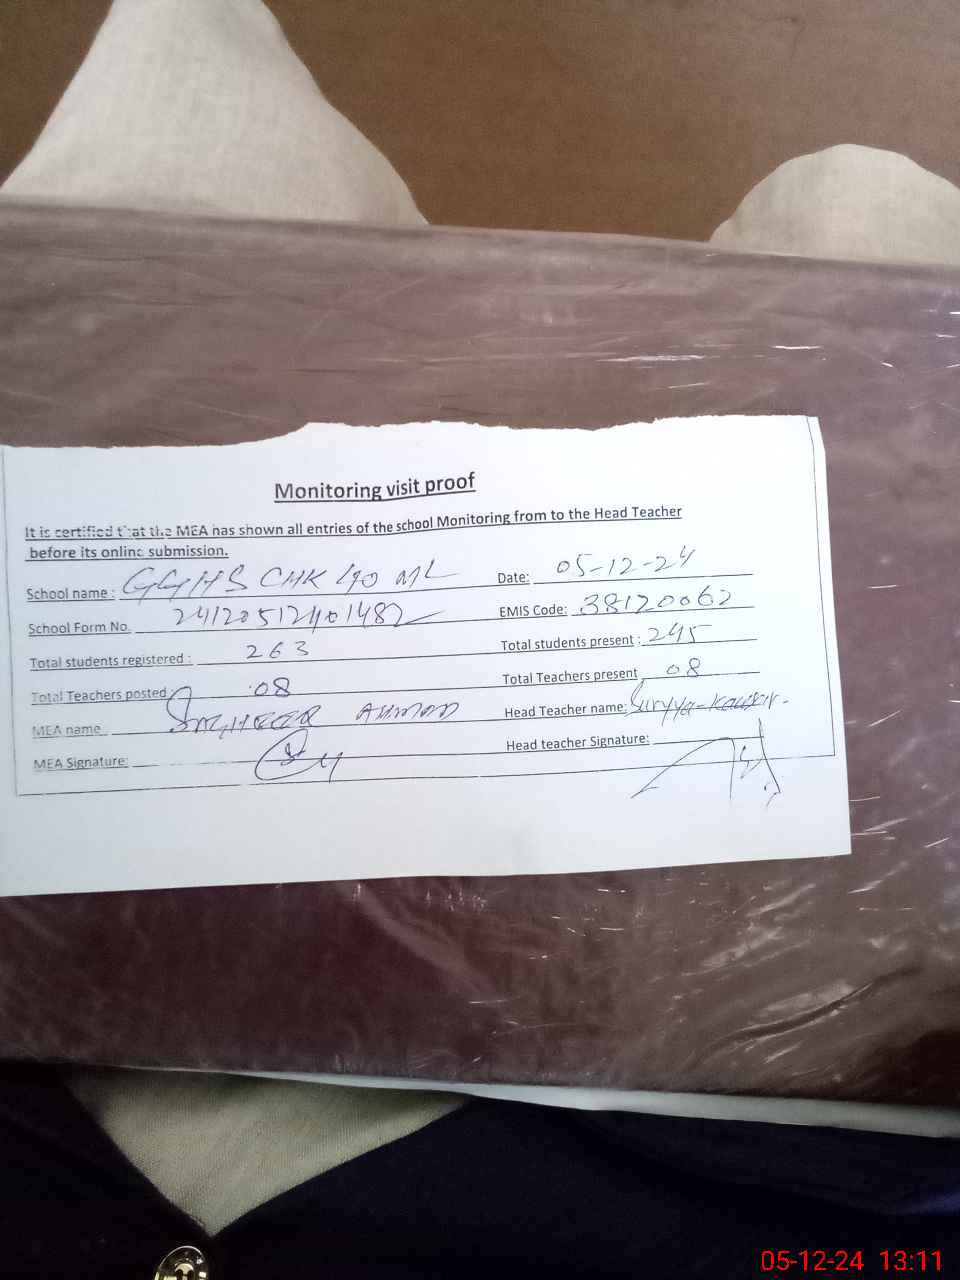 Monitoring visit proof
It is certified that the MEA has shown all entries of the school Monitoring from to the Head Teacher
before its online submission.
School name : GGHS CHK 40 ML Date: 05-12-24
School Form No. EMIS Code: 38120062
Total students registered : 263 Total students present : 245
Total Teachers posted 08 Total Teachers present 08
MEA name AHMAD Head Teacher name: Suryya-Kausar.
MEA Signature: Head teacher Signature:
05-12-24 13:11